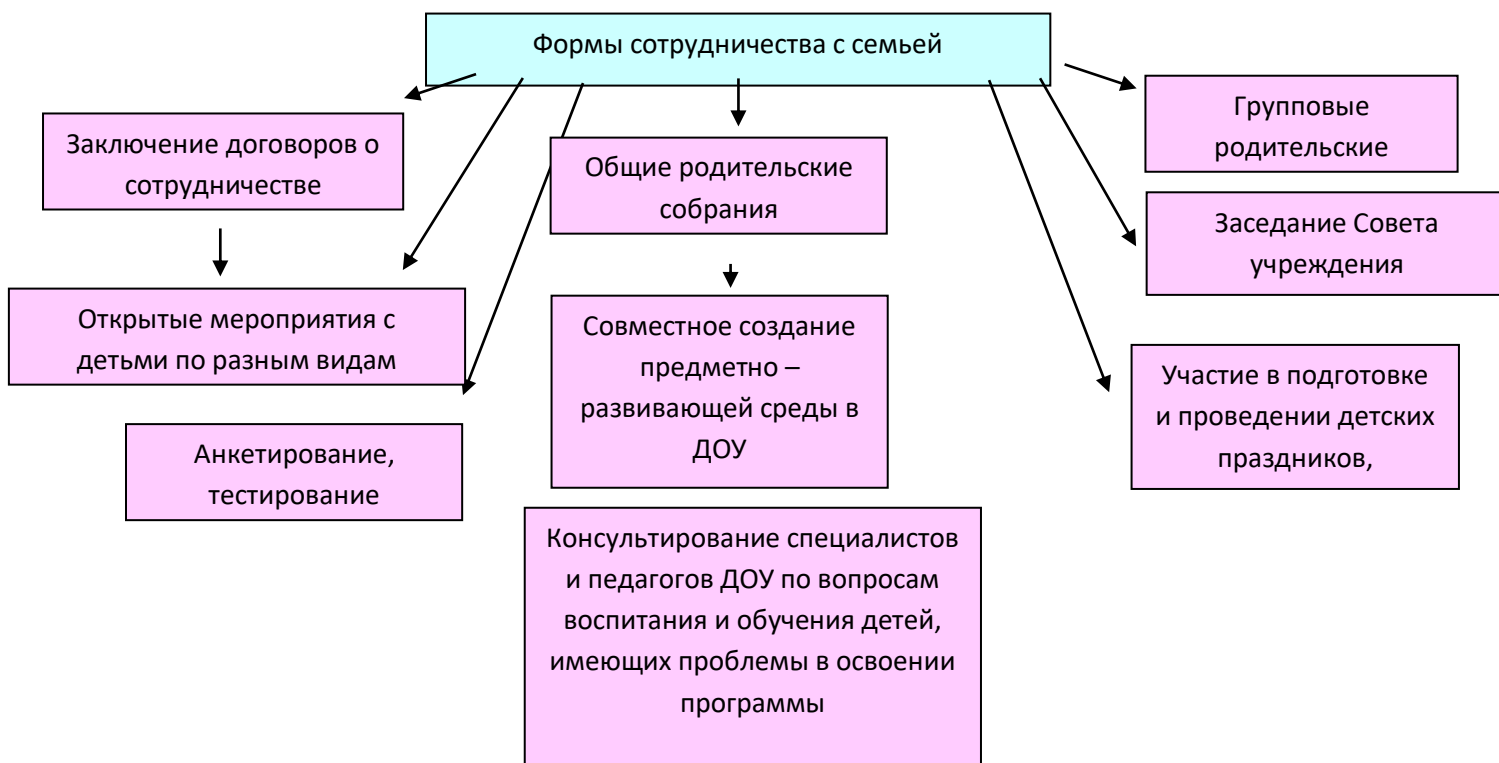 Формы сотрудничества с семьей
Заключение договоров о
сотрудничестве
Общие родительские
собрания
Групповые
родительские
Заседание Совета
учреждения
Открытые мероприятия с
детьми по разным видам
Совместное создание
предметно –
развивающей среды в
ДОУ
Участие в подготовке
и проведении детских
праздников,
Анкетирование,
тестирование
Консультирование специалистов
и педагогов ДОУ по вопросам
воспитания и обучения детей,
имеющих проблемы в освоении
программы